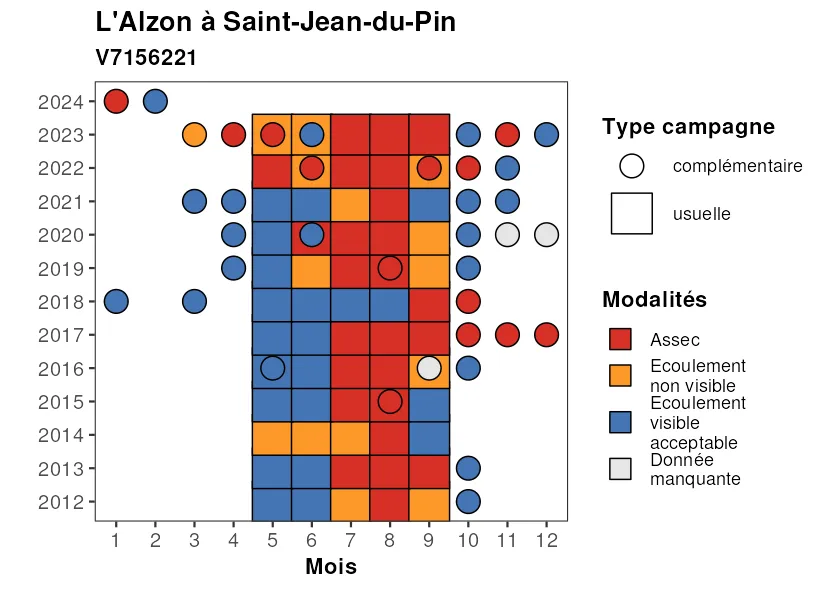 L'Alzon à Saint-Jean-du-Pin
V7156221
2024
2023
2022
2021
2020
2019
2018
2017
2016
2015
2014
2013
2012
1 2 3 4 5 6 7 8 9 10 11 12
Mois
Type campagne
complémentaire
usuelle
Modalités
Assec
Ecoulement
non visible
Ecoulement
visible
acceptable
Donnée
manquante